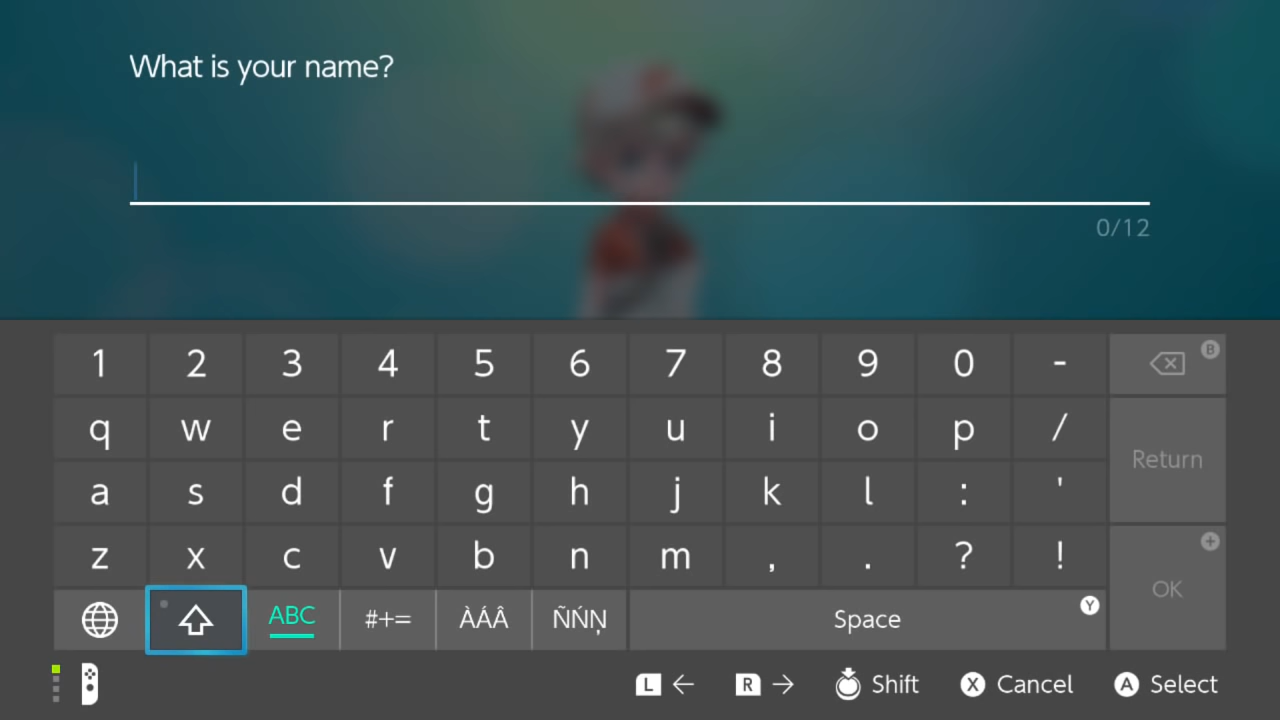 What is your name?
0/12
1 2 3 4 5 6 7 8 9 0 - B
q w e r t y u i o p /
Return
a s d f g h j k l : '
z x c v b n m , . ? ! +
OK
ABC #+= ÀÁÂ ÑŃŅ Space Y
L ← R → Shift X Cancel A Select